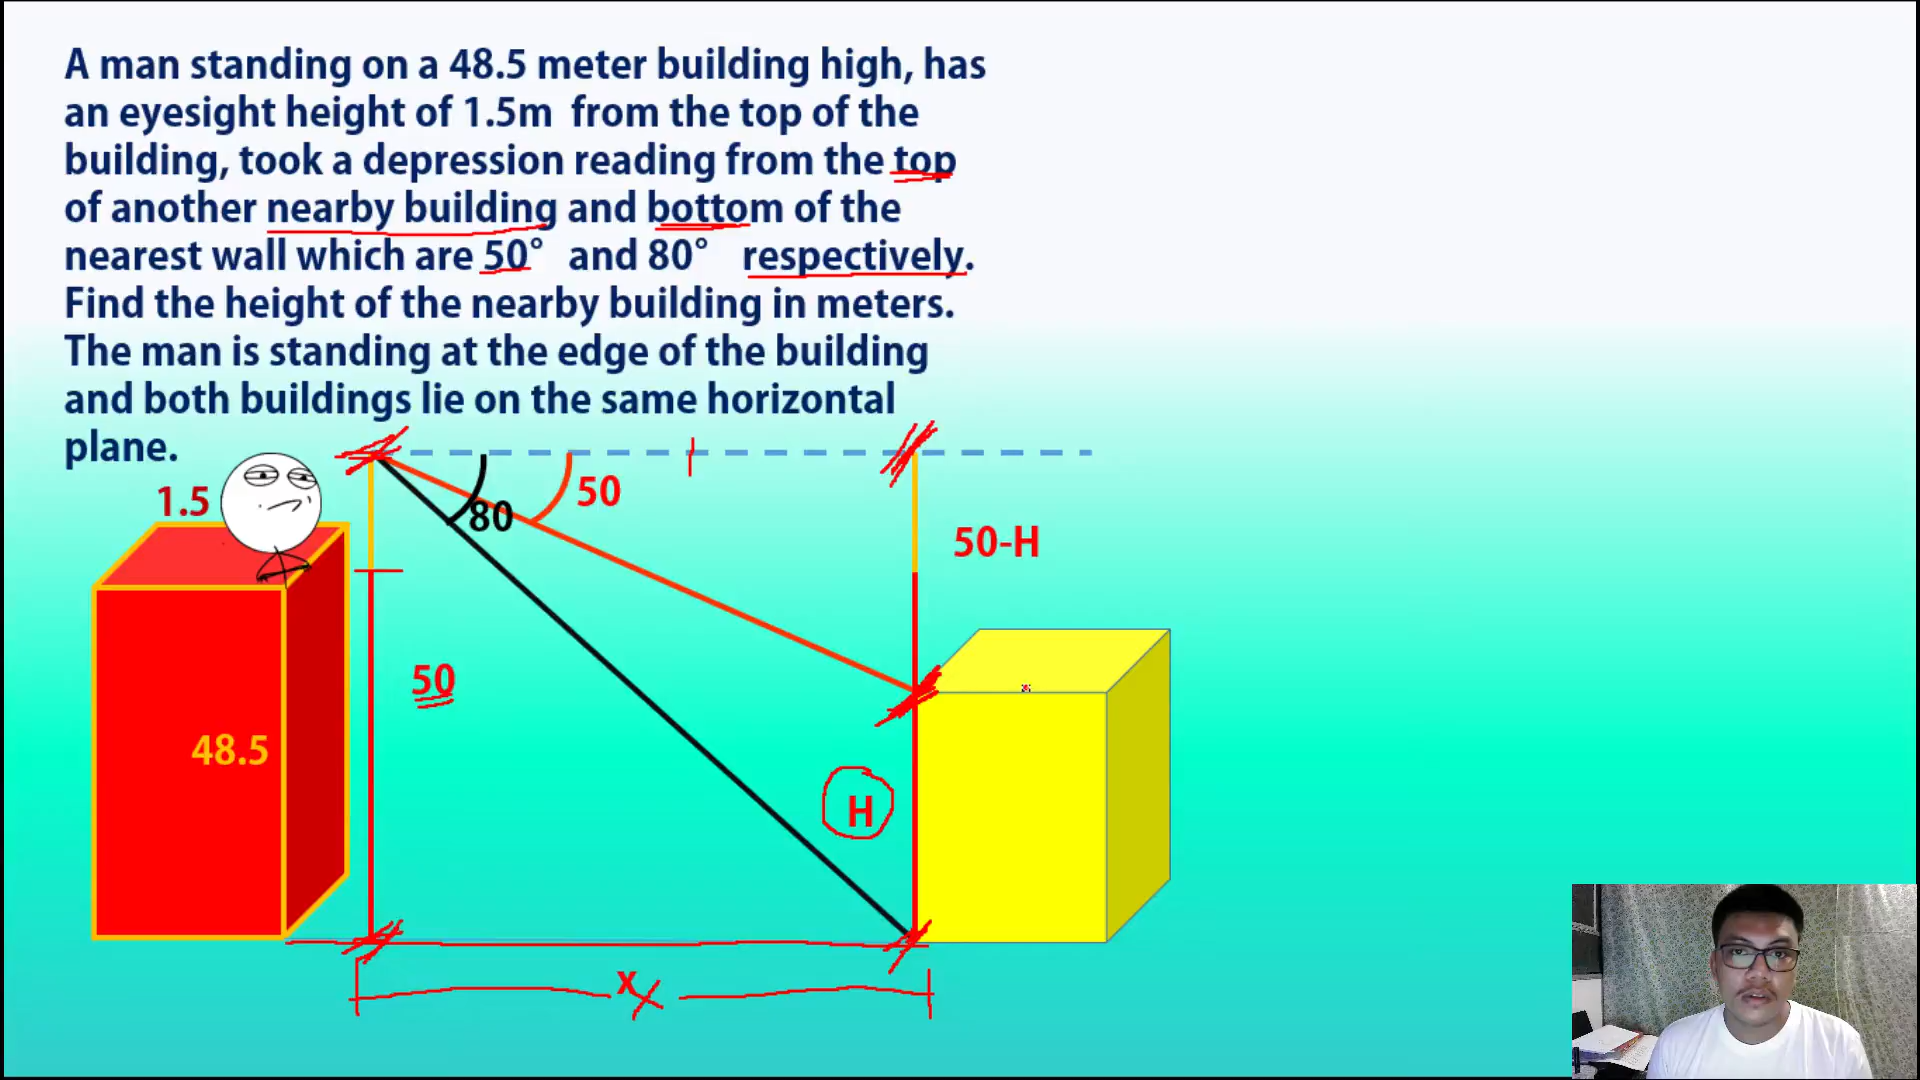 A man standing on a 48.5 meter building high, has
an eyesight height of 1.5m from the top of the
building, took a depression reading from the top
of another nearby building and bottom of the
nearest wall which are 50° and 80° respectively.
Find the height of the nearby building in meters.
The man is standing at the edge of the building
and both buildings lie on the same horizontal
plane.
1.5
80
50
50-H
50
48.5
H
x